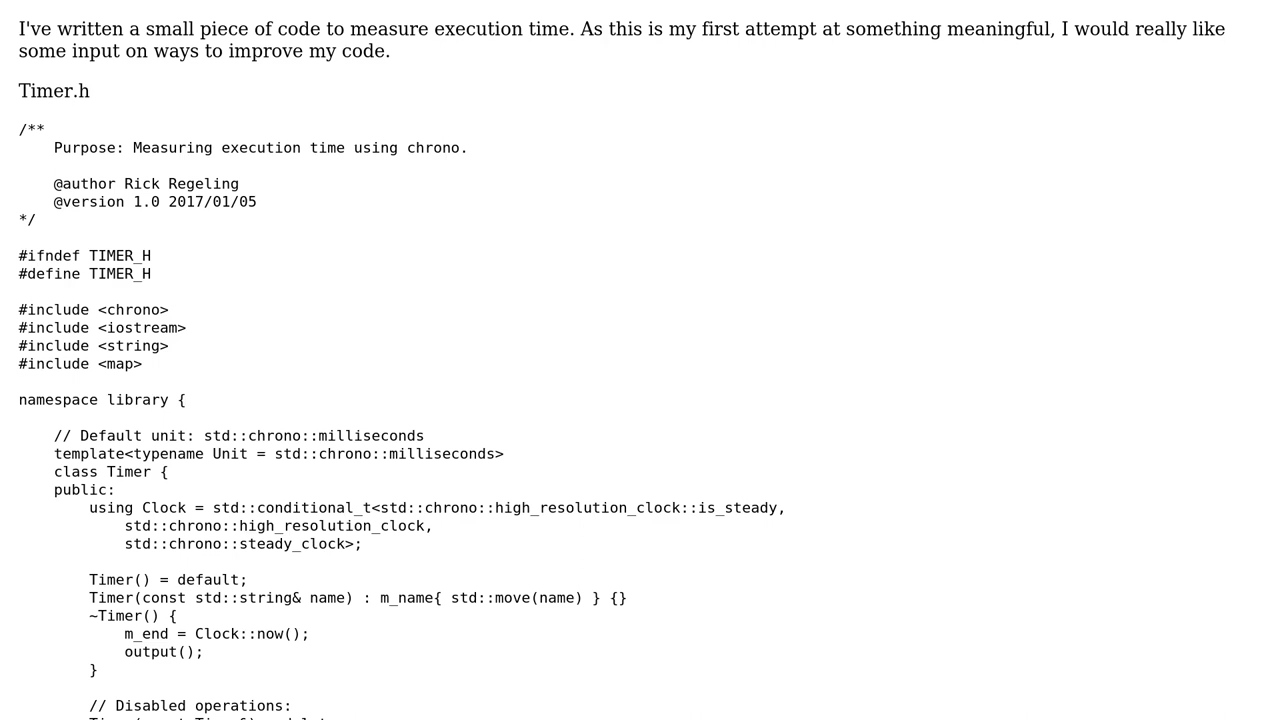 I've written a small piece of code to measure execution time. As this is my first attempt at something meaningful, I would really like
some input on ways to improve my code.
Timer.h
/**
    Purpose: Measuring execution time using chrono.
    @author Rick Regeling
    @version 1.0 2017/01/05
*/
#ifndef TIMER_H
#define TIMER_H
#include <chrono>
#include <iostream>
#include <string>
#include <map>
namespace library {
    // Default unit: std::chrono::milliseconds
    template<typename Unit = std::chrono::milliseconds>
    class Timer {
    public:
        using Clock = std::conditional_t<std::chrono::high_resolution_clock::is_steady,
            std::chrono::high_resolution_clock,
            std::chrono::steady_clock>;
        Timer() = default;
        Timer(const std::string& name) : m_name{ std::move(name) } {}
        ~Timer() {
            m_end = Clock::now();
            output();
        }
        // Disabled operations: